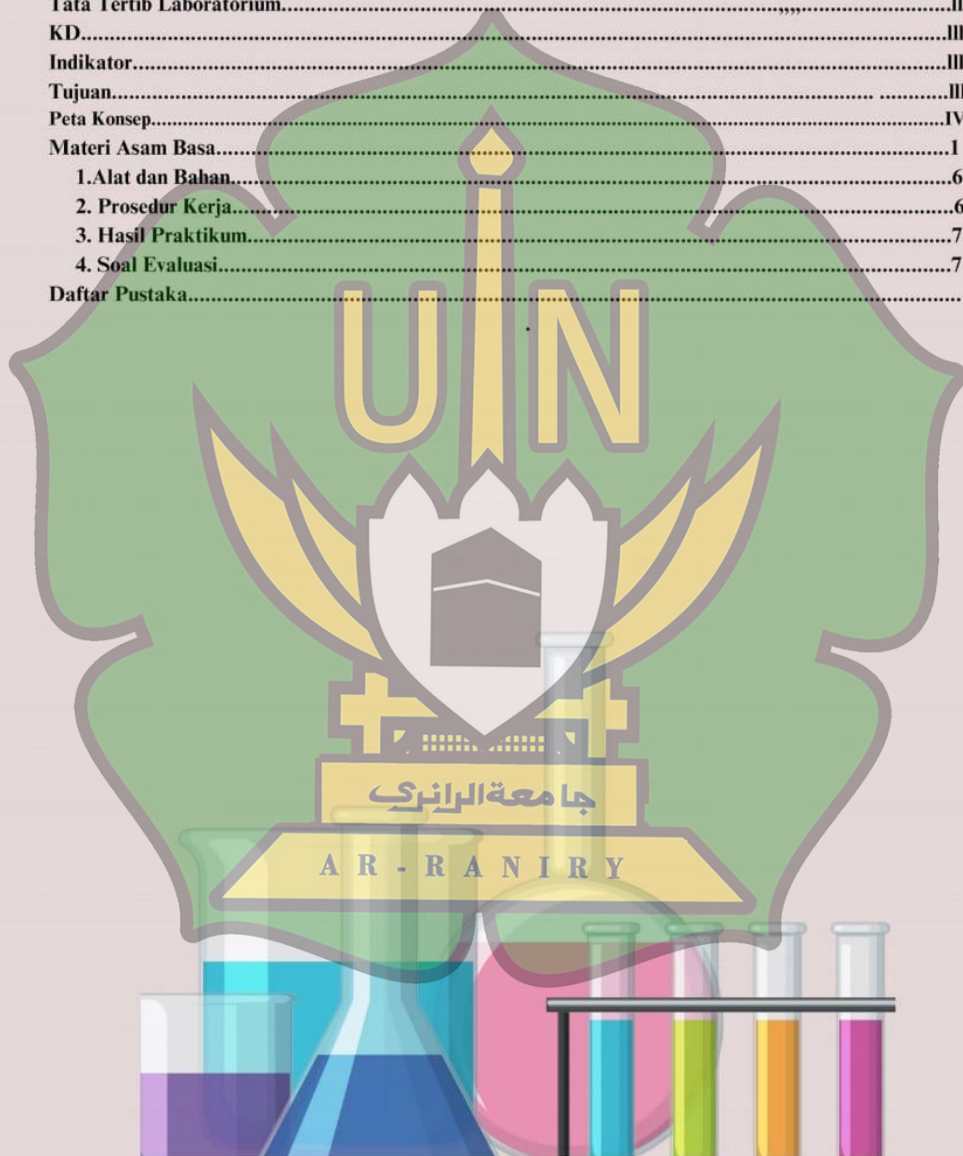 Tata Tertib Laboratorium..........................................................................................,,,,...........................II
KD.............................................................................................................................................III
Indikator....................................................................................................................................III
Tujuan............................................................................................................................. ...........III
Peta Konsep...............................................................................................................................IV
Materi Asam Basa.......................................................................................................................1
1.Alat dan Bahan.....................................................................................................................6
2. Prosedur Kerja.....................................................................................................................6
3. Hasil Praktikum...................................................................................................................7
4. Soal Evaluasi........................................................................................................................7
Daftar Pustaka.............................................................................................................................
.
UIN
جامعة الرانري
AR-RANIRY